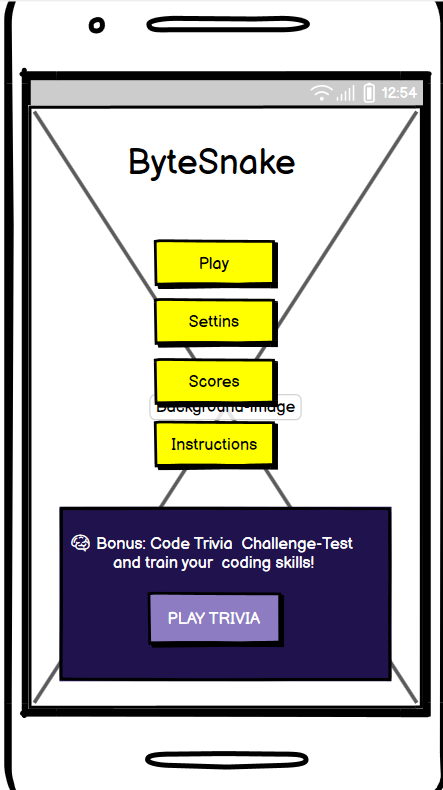 12:54
ByteSnake
Play
Settins
Scores
Background-Image
Instructions
Bonus: Code Trivia Challenge-Test
and train your coding skills!
PLAY TRIVIA